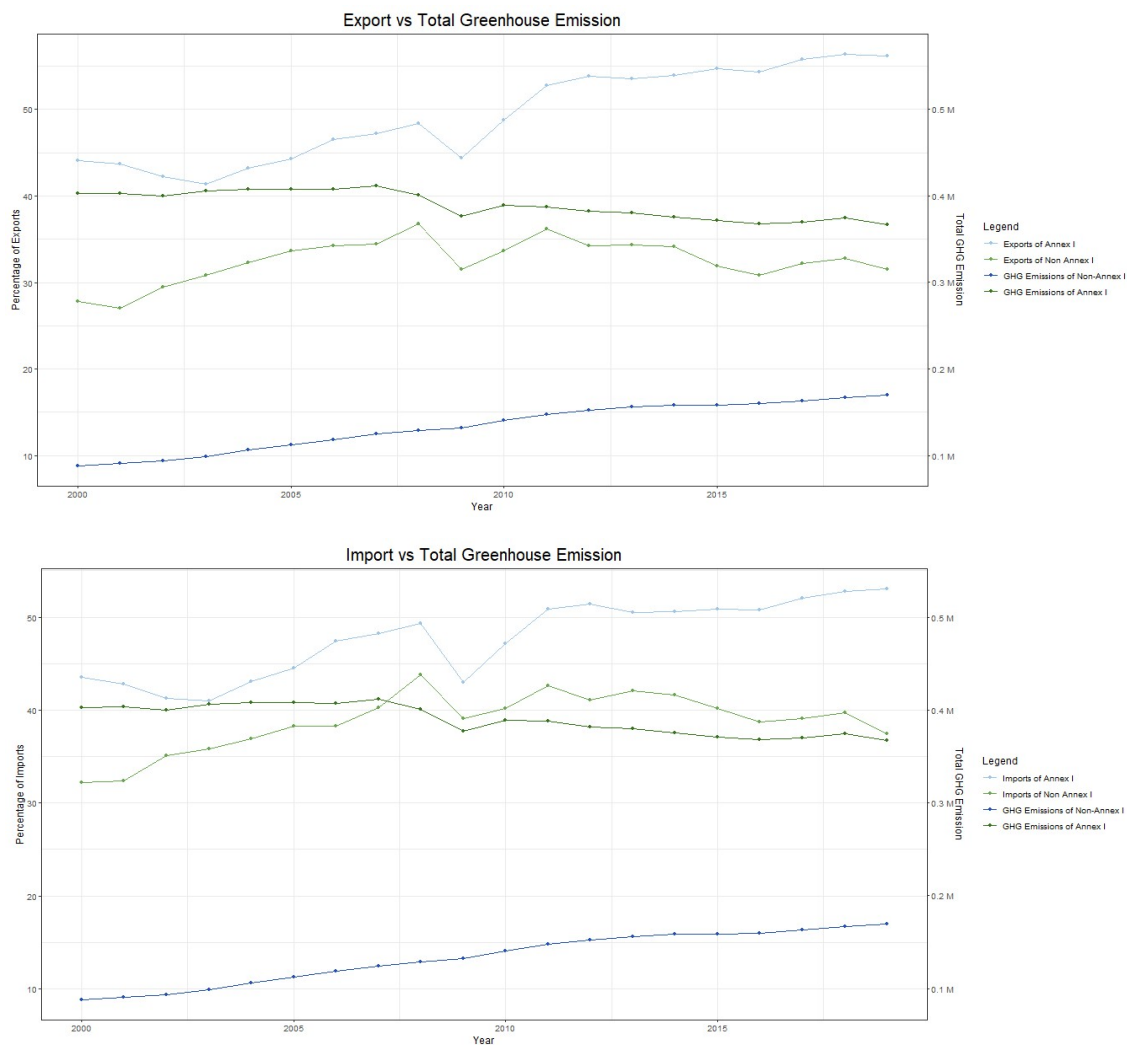 Export vs Total Greenhouse Emission
Percentage of Exports
50
40
30
20
10
0.5 M
0.4 M
0.3 M
0.2 M
0.1 M
Total GHG Emission
2000
2005
2010
2015
Year
Legend
Exports of Annex I
Exports of Non Annex I
GHG Emissions of Non-Annex I
GHG Emissions of Annex I
Import vs Total Greenhouse Emission
Percentage of Imports
50
40
30
20
10
0.5 M
0.4 M
0.3 M
0.2 M
0.1 M
Total GHG Emission
2000
2005
2010
2015
Year
Legend
Imports of Annex I
Imports of Non Annex I
GHG Emissions of Non-Annex I
GHG Emissions of Annex I